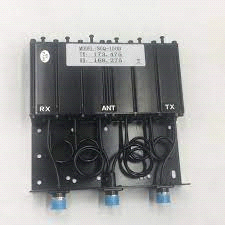 MODEL:SGQ-150D
TX: 173.475
RX: 168.275
RX
ANT
TX